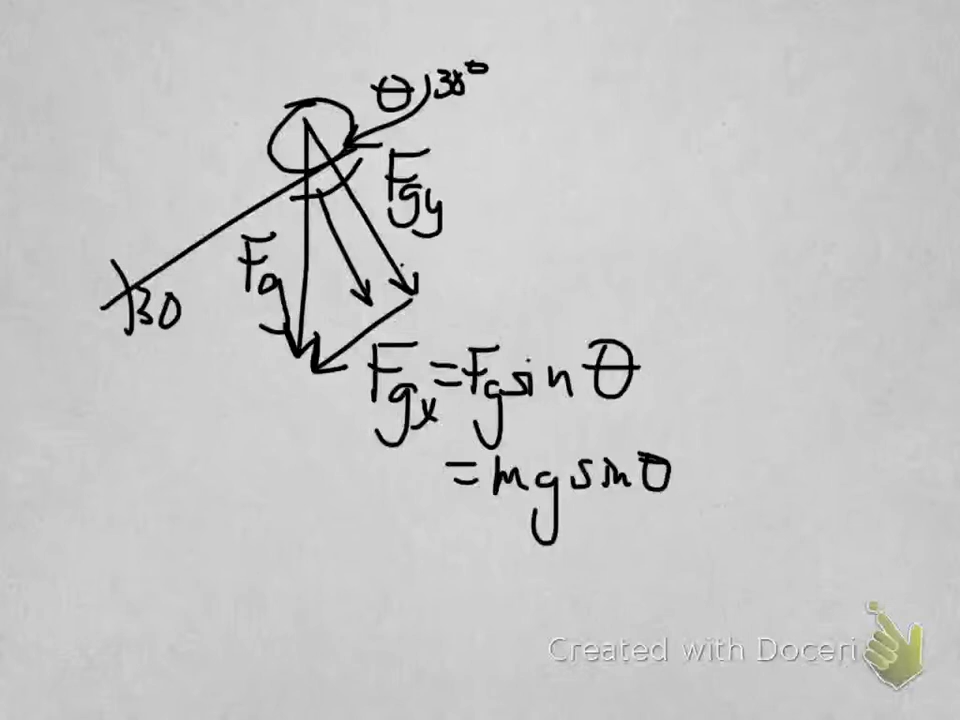 θ 30°
Fgy
Fg
30
Fgx = Fg sin θ
= mg sin θ
Created with Doceri